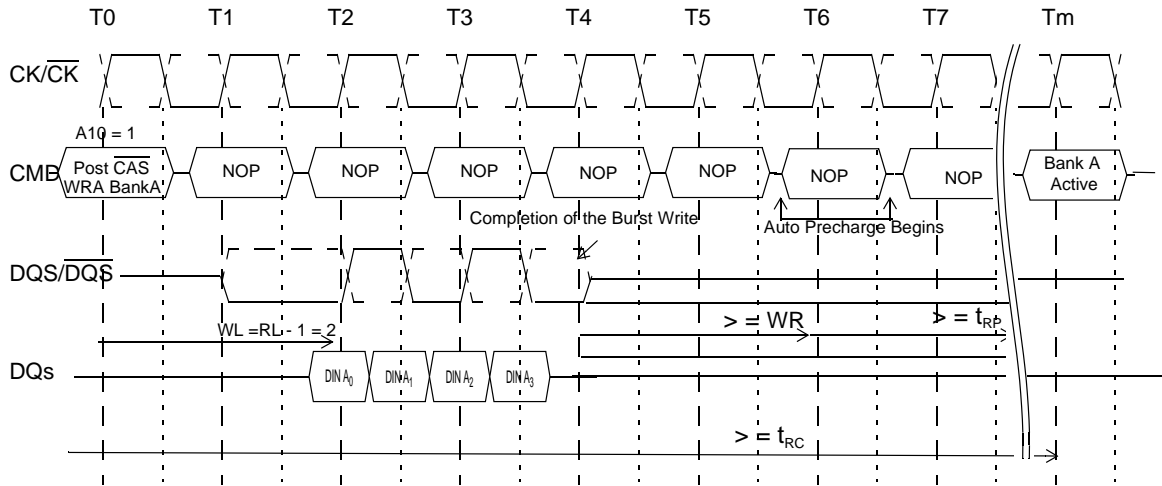 T0 T1 T2 T3 T4 T5 T6 T7 Tm
CK/CK
A10 = 1
CMD Post CAS NOP NOP NOP NOP NOP NOP NOP Bank A
WRA BankA Active
Completion of the Burst Write
Auto Precharge Begins
DQS/DQS
WL =RL - 1 = 2
> = WR > = tRP
DQs DIN A0 DIN A1 DIN A2 DIN A3
> = tRC